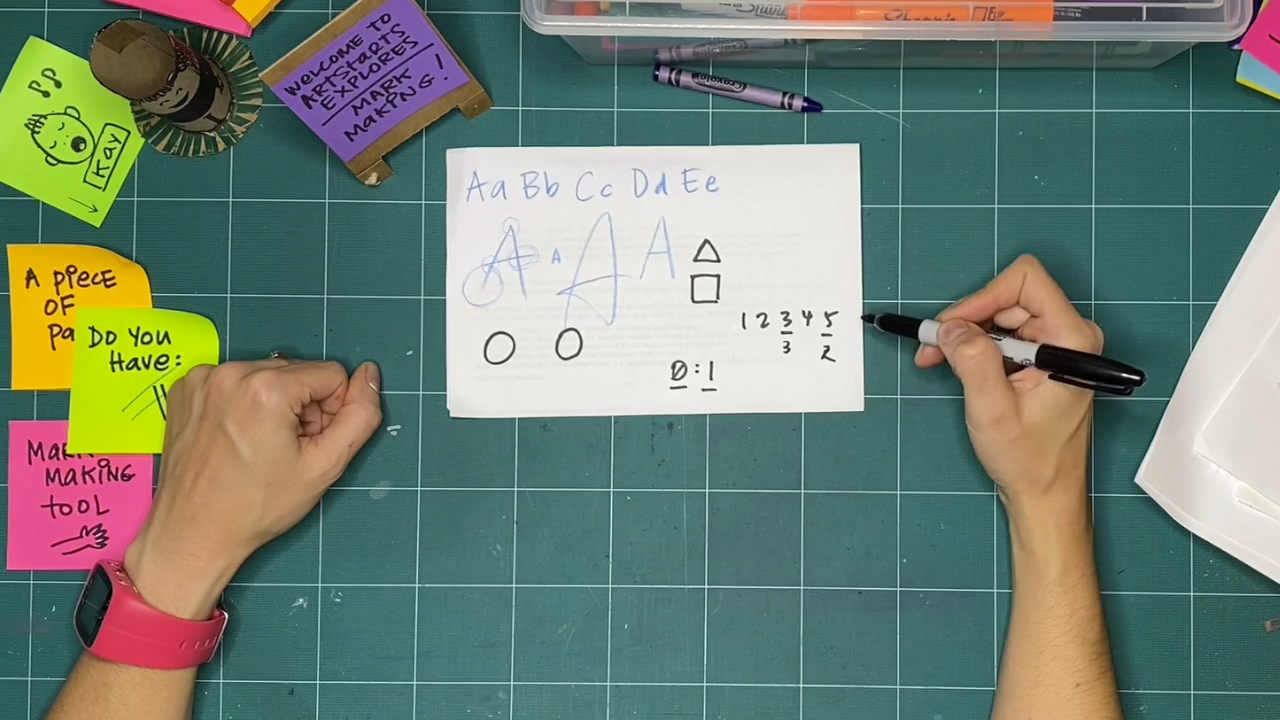 WELCOME TO
ARTSTARTS
EXPLORES
MARK
MAKING!
Crayola
KAY
A PiECE
OF
Pa
DO YOU
HAVE:
MARK
MAKING
tOOL
Aa Bb Cc Dd Ee
A A A A
1 2 3 4 5
3 2
0:1